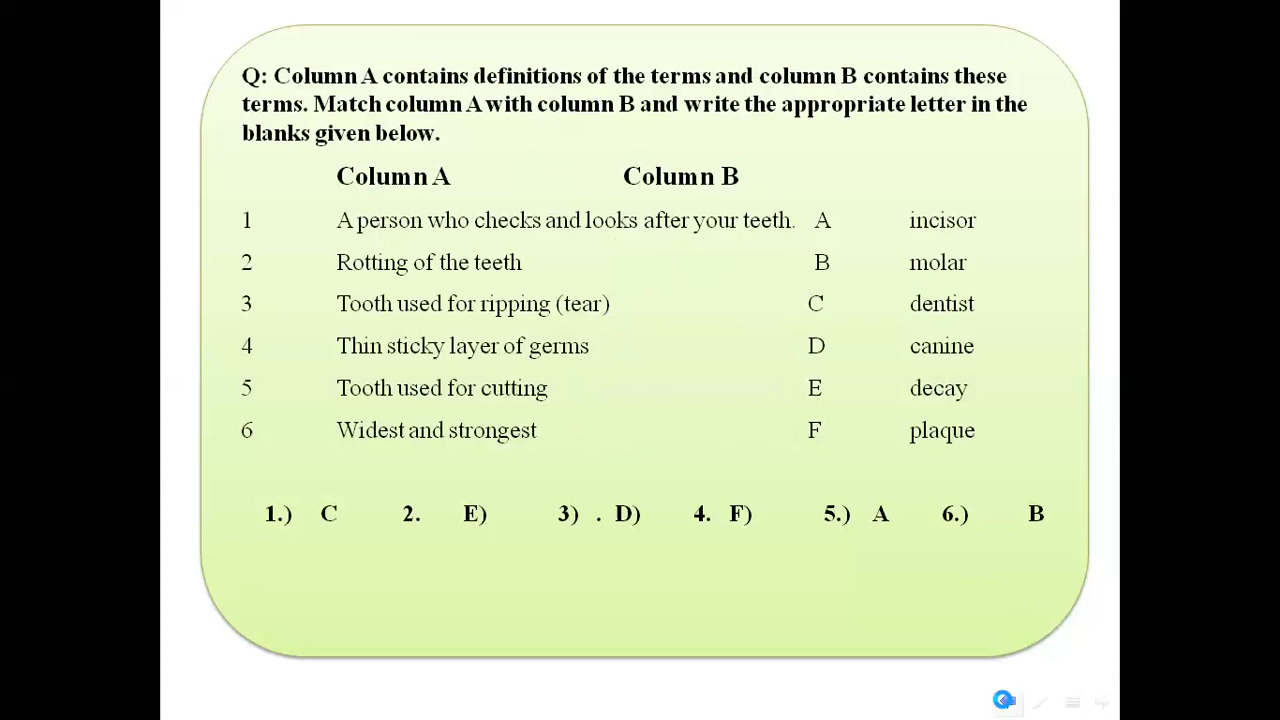 Q: Column A contains definitions of the terms and column B contains these
terms. Match column A with column B and write the appropriate letter in the
blanks given below.
Column A Column B
1 A person who checks and looks after your teeth. A incisor
2 Rotting of the teeth B molar
3 Tooth used for ripping (tear) C dentist
4 Thin sticky layer of germs D canine
5 Tooth used for cutting E decay
6 Widest and strongest F plaque
1.) C 2. E) 3) . D) 4. F) 5.) A 6.) B